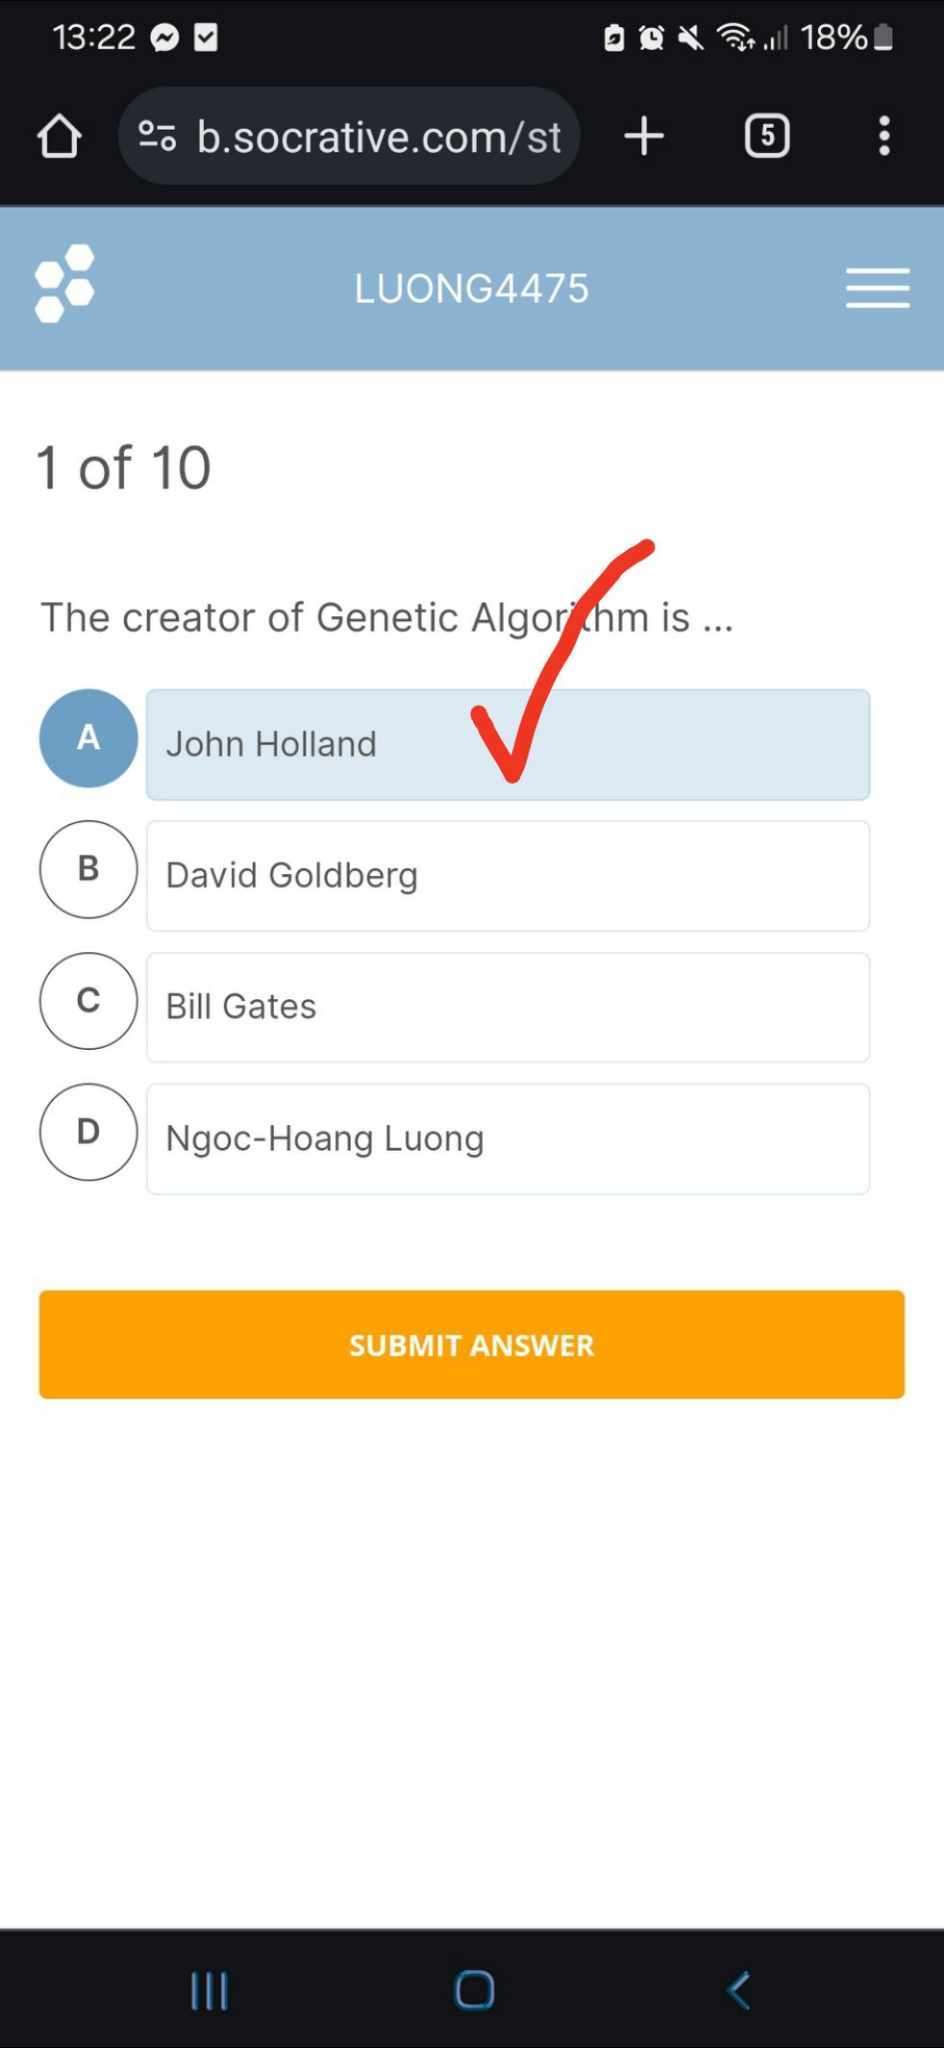 13:22
18%
b.socrative.com/st
5
LUONG4475
1 of 10
The creator of Genetic Algorithm is ...
A John Holland
B David Goldberg
C Bill Gates
D Ngoc-Hoang Luong
SUBMIT ANSWER